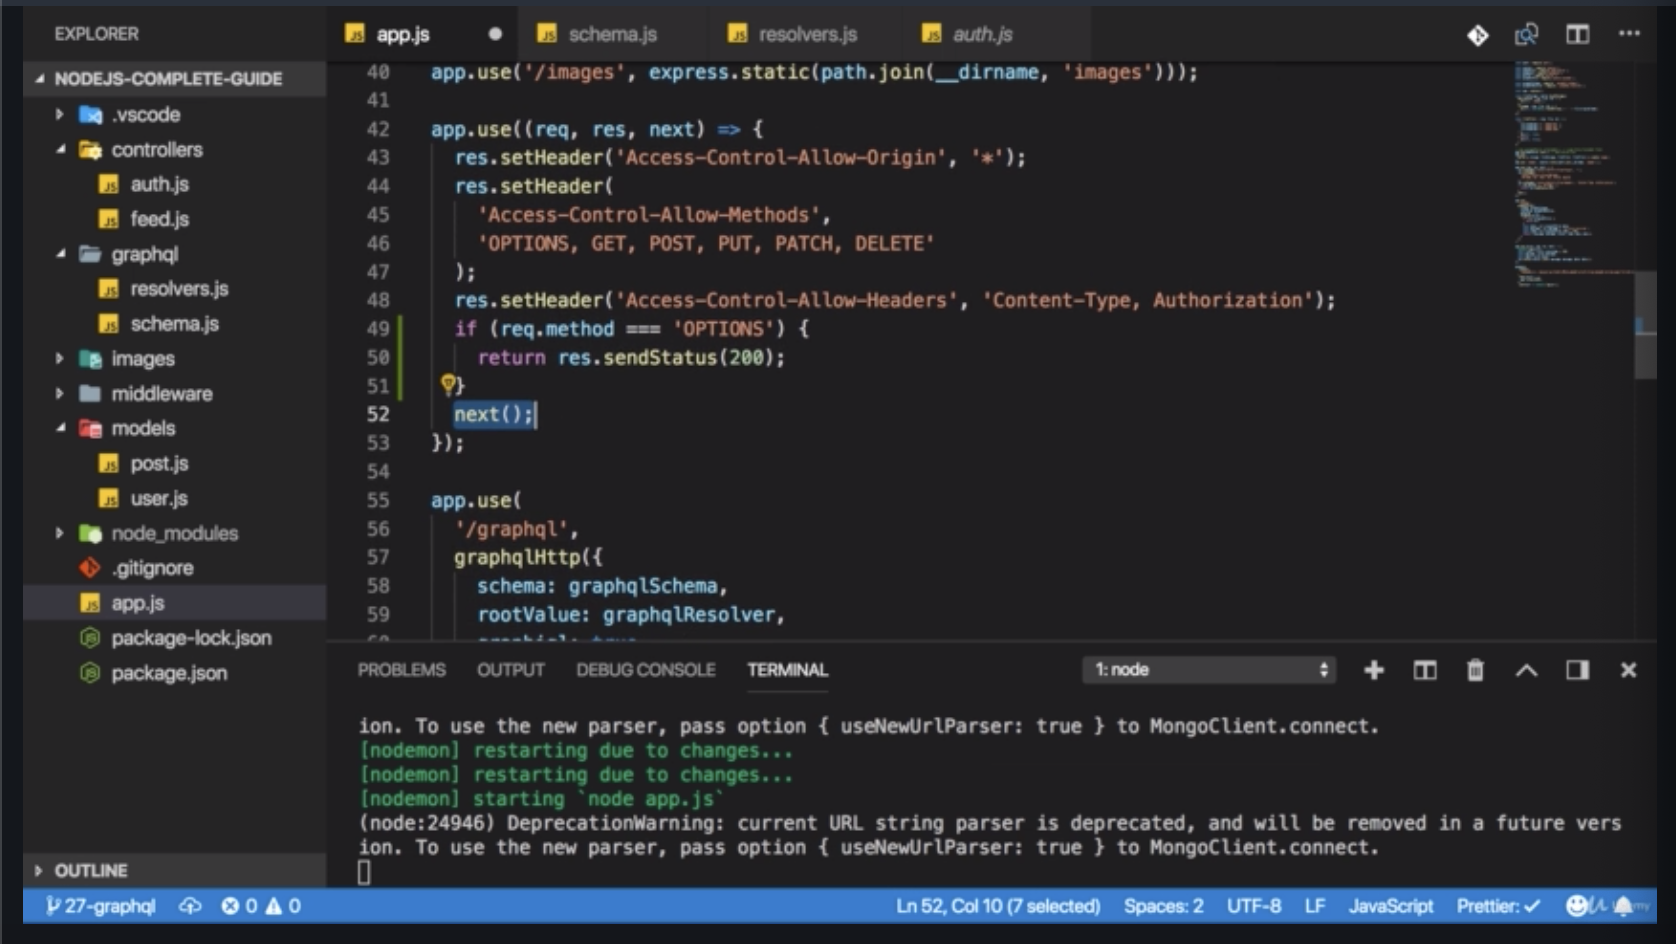 EXPLORER
NODEJS-COMPLETE-GUIDE
.vscode
controllers
auth.js
feed.js
graphql
resolvers.js
schema.js
images
middleware
models
post.js
user.js
node_modules
.gitignore
app.js
package-lock.json
package.json
OUTLINE
app.js
schema.js
resolvers.js
auth.js
40 app.use('/images', express.static(path.join(__dirname, 'images')));
41
42 app.use((req, res, next) => {
43 res.setHeader('Access-Control-Allow-Origin', '*');
44 res.setHeader(
45 'Access-Control-Allow-Methods',
46 'OPTIONS, GET, POST, PUT, PATCH, DELETE'
47 );
48 res.setHeader('Access-Control-Allow-Headers', 'Content-Type, Authorization');
49 if (req.method === 'OPTIONS') {
50 return res.sendStatus(200);
51 }
52 next();
53 });
54
55 app.use(
56 '/graphql',
57 graphqlHttp({
58 schema: graphqlSchema,
59 rootValue: graphqlResolver,
PROBLEMS OUTPUT DEBUG CONSOLE TERMINAL 1: node
ion. To use the new parser, pass option { useNewUrlParser: true } to MongoClient.connect.
[nodemon] restarting due to changes...
[nodemon] restarting due to changes...
[nodemon] starting `node app.js`
(node:24946) DeprecationWarning: current URL string parser is deprecated, and will be removed in a future vers
ion. To use the new parser, pass option { useNewUrlParser: true } to MongoClient.connect.
27-graphql 0 0 Ln 52, Col 10 (7 selected) Spaces: 2 UTF-8 LF JavaScript Prettier: ✓